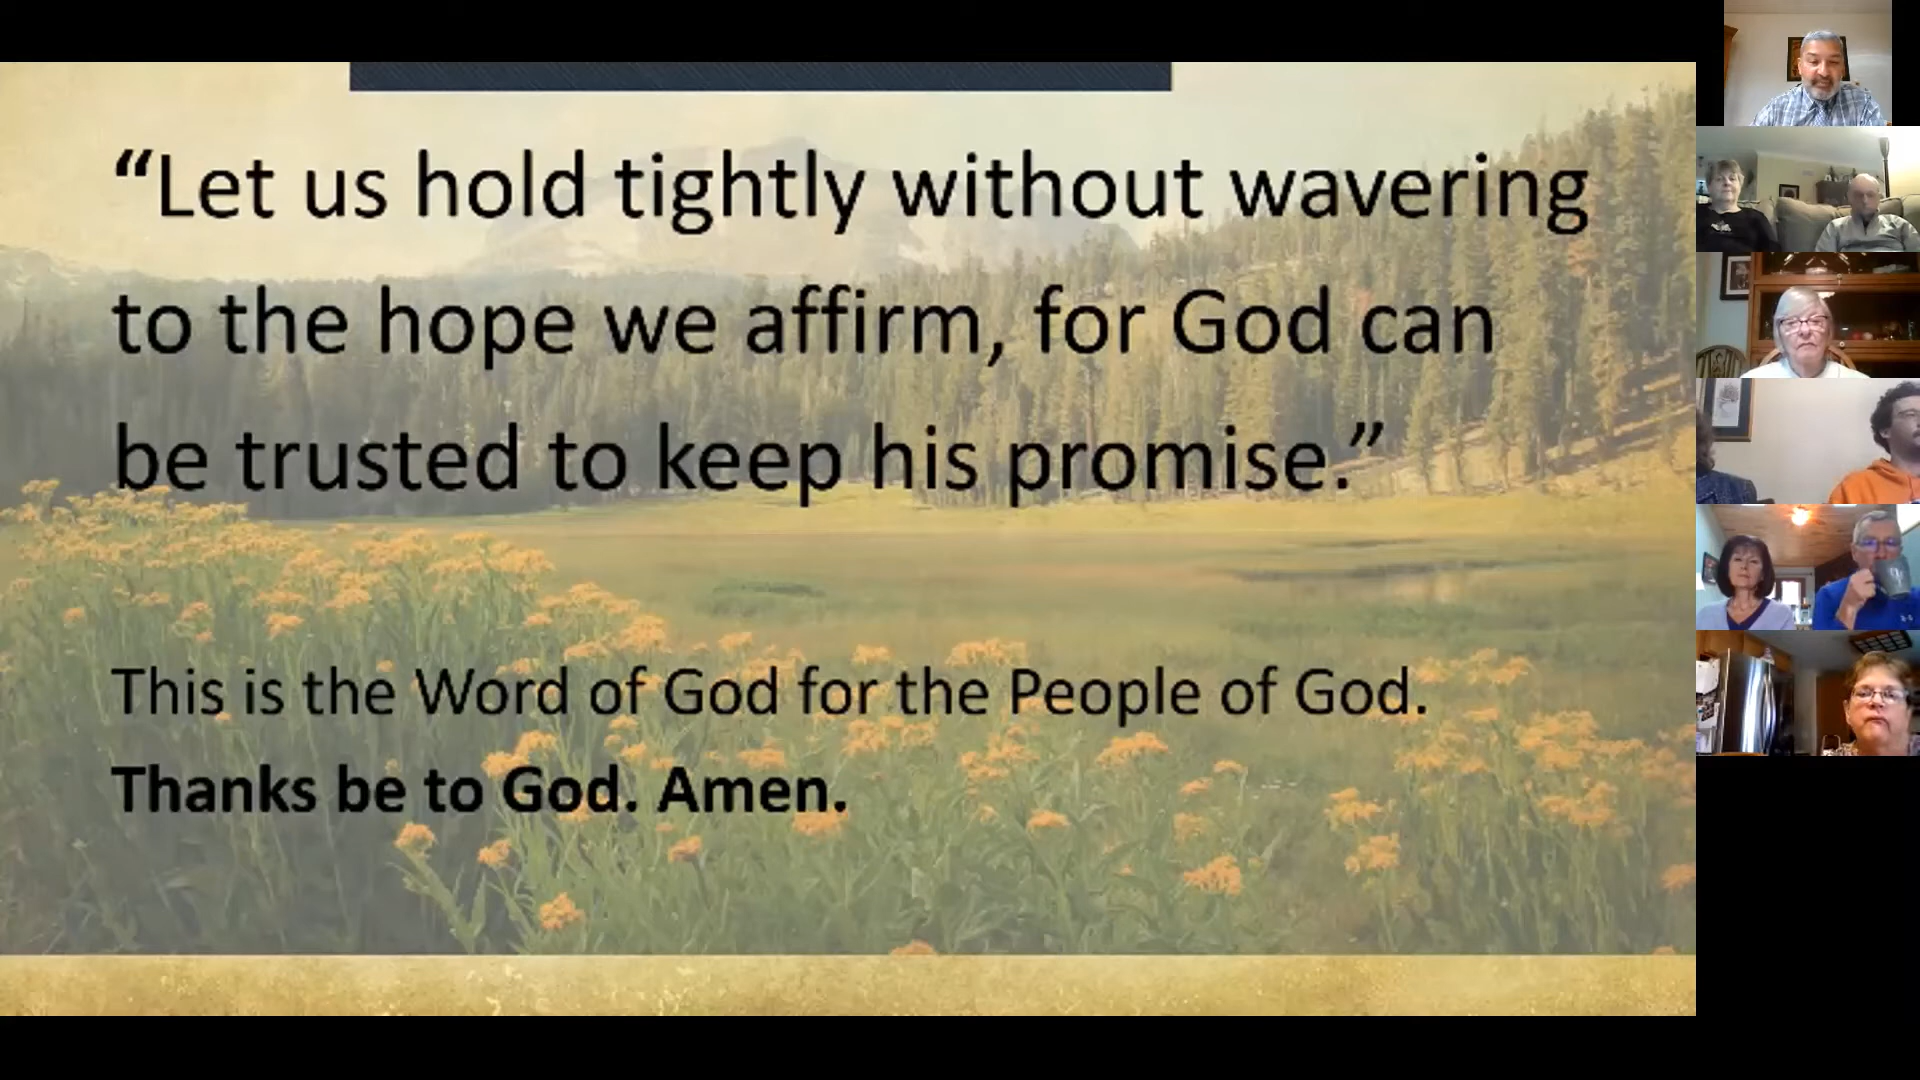 “Let us hold tightly without wavering
to the hope we affirm, for God can
be trusted to keep his promise.”
This is the Word of God for the People of God.
Thanks be to God. Amen.